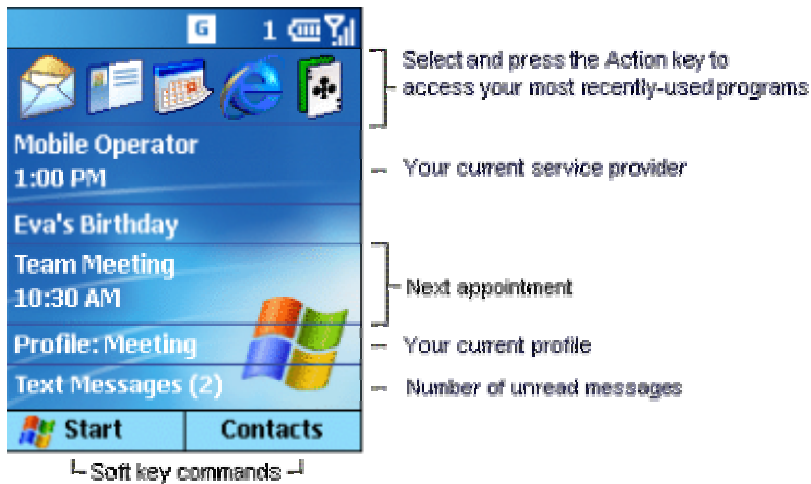 G 1
Select and press the Action key to
access your most recently-used programs
Mobile Operator
1:00 PM
Your current service provider
Eva's Birthday
Team Meeting
10:30 AM
Next appointment
Profile: Meeting
Your current profile
Text Messages (2)
Number of unread messages
Start Contacts
Soft key commands